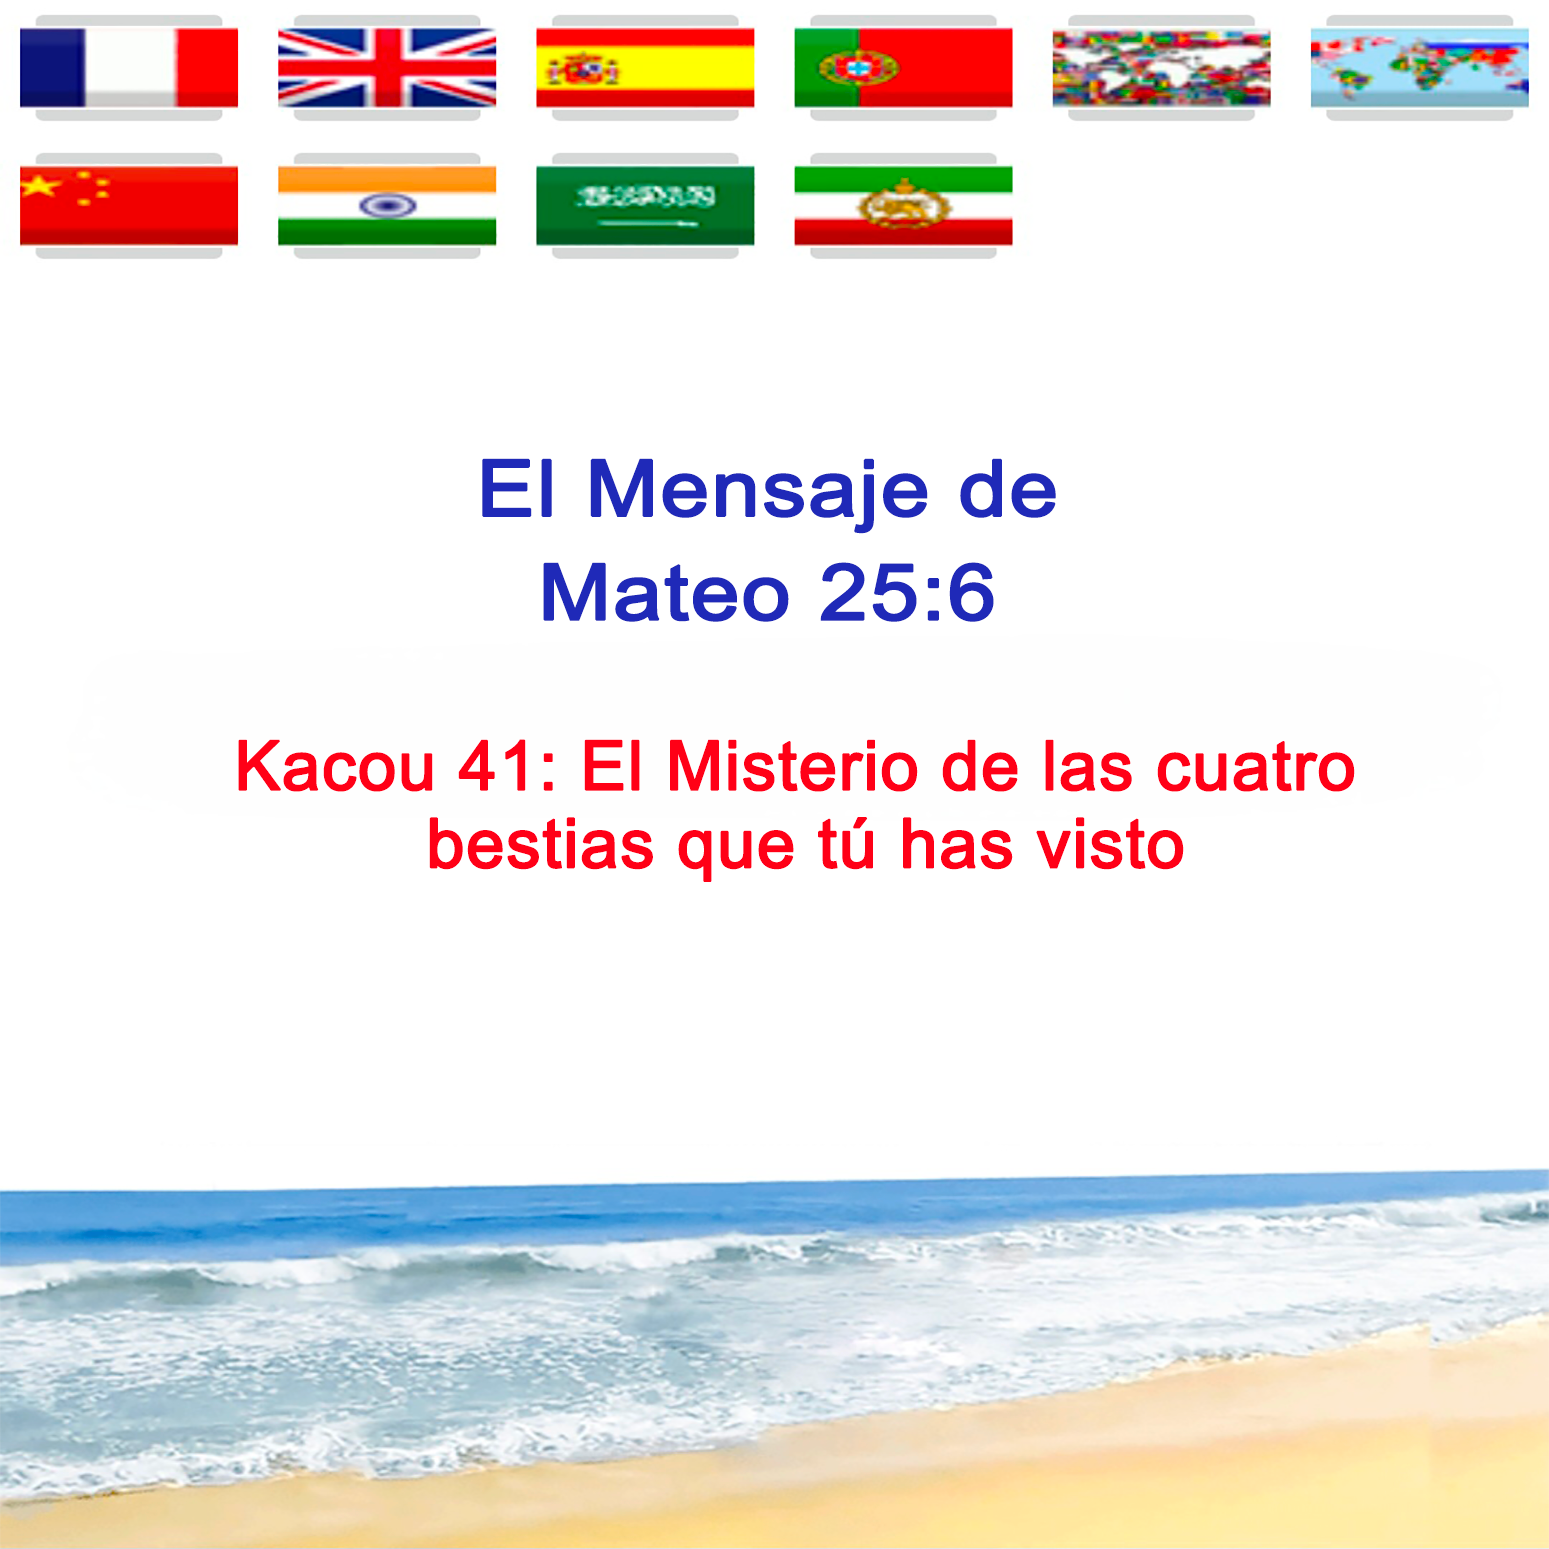 El Mensaje de
Mateo 25:6
Kacou 41: El Misterio de las cuatro
bestias que tú has visto